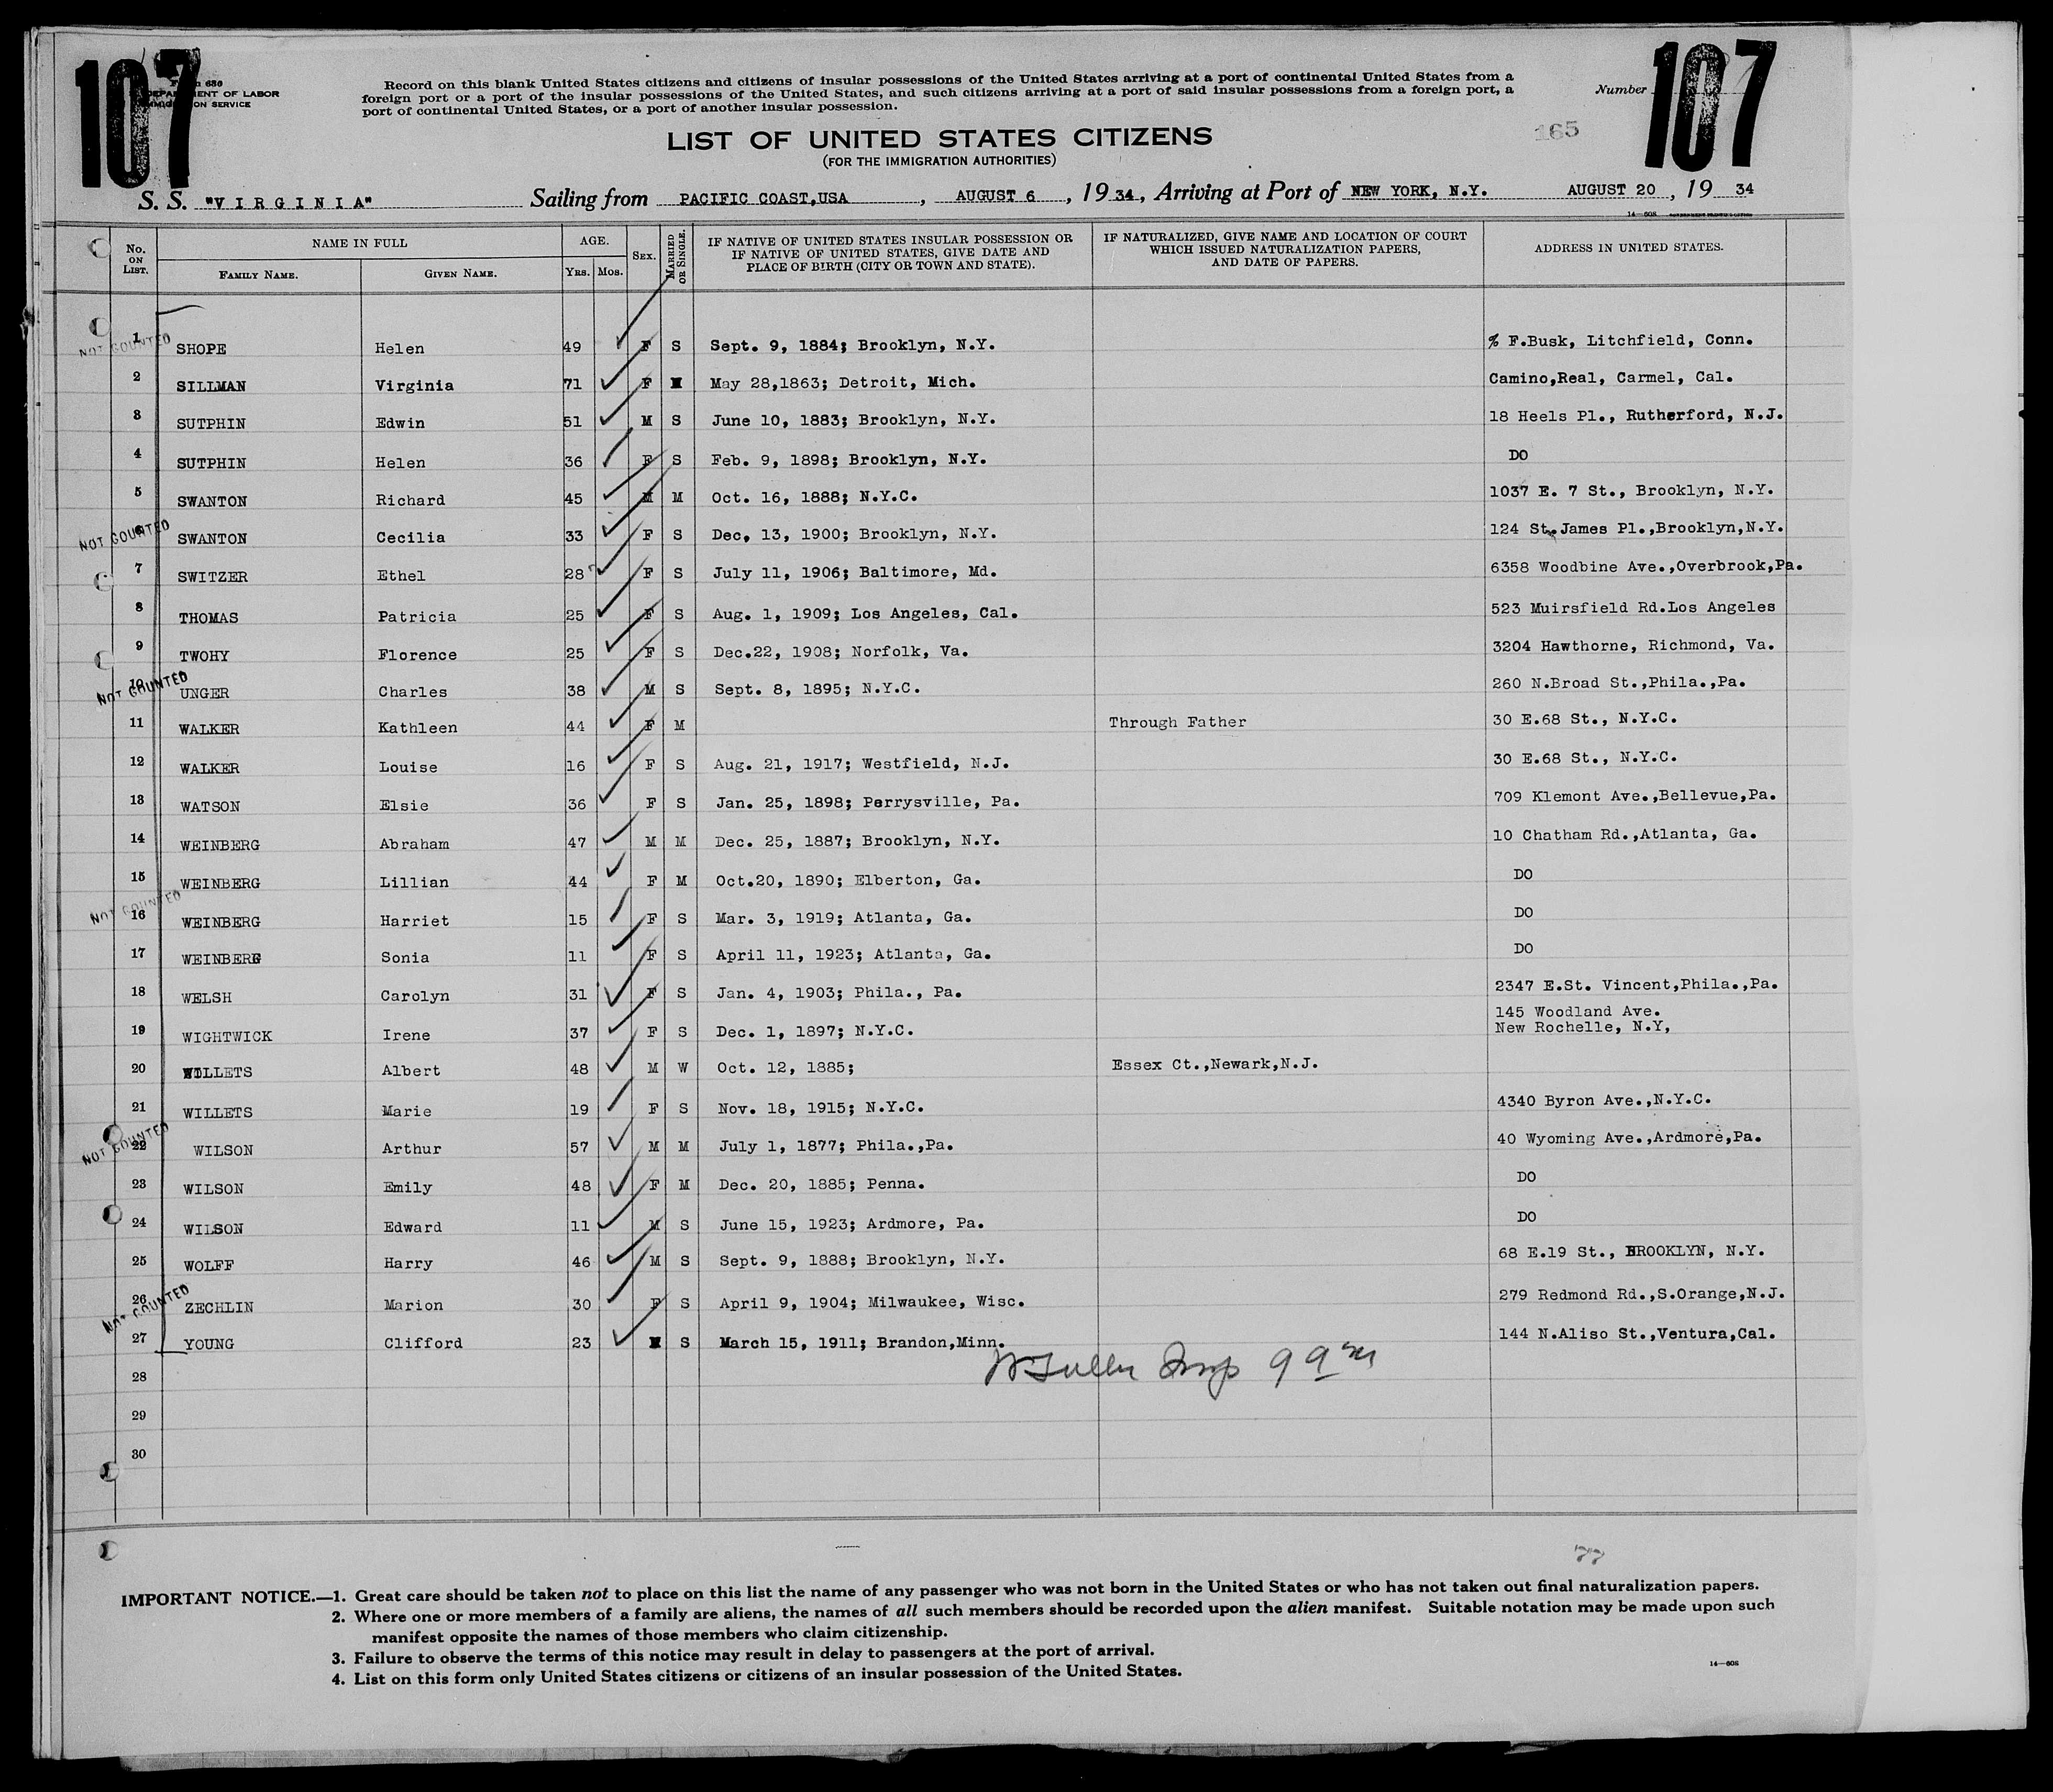 107
107
Form 630
U. S. DEPARTMENT OF LABOR
IMMIGRATION SERVICE
Record on this blank United States citizens and citizens of insular possessions of the United States arriving at a port of continental United States from a
foreign port or a port of the insular possessions of the United States, and such citizens arriving at a port of said insular possessions from a foreign port, a
port of continental United States, or a port of another insular possession.
Number
165
LIST OF UNITED STATES CITIZENS
(FOR THE IMMIGRATION AUTHORITIES)
S. S. "VIRGINIA" Sailing from PACIFIC COAST,USA, AUGUST 6, 19 34, Arriving at Port of NEW YORK, N.Y. AUGUST 20, 19 34
14—608 GOVERNMENT PRINTING OFFICE
No. ON LIST. NAME IN FULL FAMILY NAME. GIVEN NAME. AGE. YRS. MOS. SEX. MARRIED OR SINGLE. IF NATIVE OF UNITED STATES INSULAR POSSESSION OR IF NATIVE OF UNITED STATES, GIVE DATE AND PLACE OF BIRTH (CITY OR TOWN AND STATE). IF NATURALIZED, GIVE NAME AND LOCATION OF COURT WHICH ISSUED NATURALIZATION PAPERS, AND DATE OF PAPERS. ADDRESS IN UNITED STATES.
NOT COUNTED
1 SHOPE Helen 49 F S Sept. 9, 1884; Brooklyn, N.Y. % F.Busk, Litchfield, Conn.
2 SILLMAN Virginia 71 F May 28,1863; Detroit, Mich. Camino,Real, Carmel, Cal.
3 SUTPHIN Edwin 51 M S June 10, 1883; Brooklyn, N.Y. 18 Heels Pl., Rutherford, N.J.
4 SUTPHIN Helen 36 F S Feb. 9, 1898; Brooklyn, N.Y. DO
5 SWANTON Richard 45 M M Oct. 16, 1888; N.Y.C. 1037 E. 7 St., Brooklyn, N.Y.
NOT COUNTED
6 SWANTON Cecilia 33 F S Dec, 13, 1900; Brooklyn, N.Y. 124 St.James Pl.,Brooklyn,N.Y.
7 SWITZER Ethel 28 F S July 11, 1906; Baltimore, Md. 6358 Woodbine Ave.,Overbrook,Pa.
8 THOMAS Patricia 25 F S Aug. 1, 1909; Los Angeles, Cal. 523 Muirsfield Rd.Los Angeles
9 TWOHY Florence 25 F S Dec.22, 1908; Norfolk, Va. 3204 Hawthorne, Richmond, Va.
NOT COUNTED
10 UNGER Charles 38 M S Sept. 8, 1895; N.Y.C. 260 N.Broad St.,Phila.,Pa.
11 WALKER Kathleen 44 F M Through Father 30 E.68 St., N.Y.C.
12 WALKER Louise 16 F S Aug. 21, 1917; Westfield, N.J. 30 E.68 St., N.Y.C.
13 WATSON Elsie 36 F S Jan. 25, 1898; Perrysville, Pa. 709 Klemont Ave.,Bellevue,Pa.
14 WEINBERG Abraham 47 M M Dec. 25, 1887; Brooklyn, N.Y. 10 Chatham Rd.,Atlanta, Ga.
15 WEINBERG Lillian 44 F M Oct.20, 1890; Elberton, Ga. DO
NOT COUNTED
16 WEINBERG Harriet 15 F S Mar. 3, 1919; Atlanta, Ga. DO
17 WEINBERG Sonia 11 F S April 11, 1923; Atlanta, Ga. DO
18 WELSH Carolyn 31 F S Jan. 4, 1903; Phila., Pa. 2347 E.St. Vincent,Phila.,Pa.
19 WIGHTWICK Irene 37 F S Dec. 1, 1897; N.Y.C. 145 Woodland Ave.
New Rochelle, N.Y,
20 WILLETS Albert 48 M W Oct. 12, 1885; Essex Ct.,Newark,N.J.
21 WILLETS Marie 19 F S Nov. 18, 1915; N.Y.C. 4340 Byron Ave.,N.Y.C.
NOT COUNTED
22 WILSON Arthur 57 M M July 1, 1877; Phila.,Pa. 40 Wyoming Ave.,Ardmore,Pa.
23 WILSON Emily 48 F M Dec. 20, 1885; Penna. DO
24 WILSON Edward 11 M S June 15, 1923; Ardmore, Pa. DO
25 WOLFF Harry 46 M S Sept. 9, 1888; Brooklyn, N.Y. 68 E.19 St., BROOKLYN, N.Y.
NOT COUNTED
26 ZECHLIN Marion 30 F S April 9, 1904; Milwaukee, Wisc. 279 Redmond Rd.,S.Orange,N.J.
27 YOUNG Clifford 23 M S March 15, 1911; Brandon,Minn. 144 N.Aliso St.,Ventura,Cal.
28
29
30
77
IMPORTANT NOTICE.—1. Great care should be taken not to place on this list the name of any passenger who was not born in the United States or who has not taken out final naturalization papers.
2. Where one or more members of a family are aliens, the names of all such members should be recorded upon the alien manifest. Suitable notation may be made upon such
manifest opposite the names of those members who claim citizenship.
3. Failure to observe the terms of this notice may result in delay to passengers at the port of arrival.
4. List on this form only United States citizens or citizens of an insular possession of the United States.
14—608